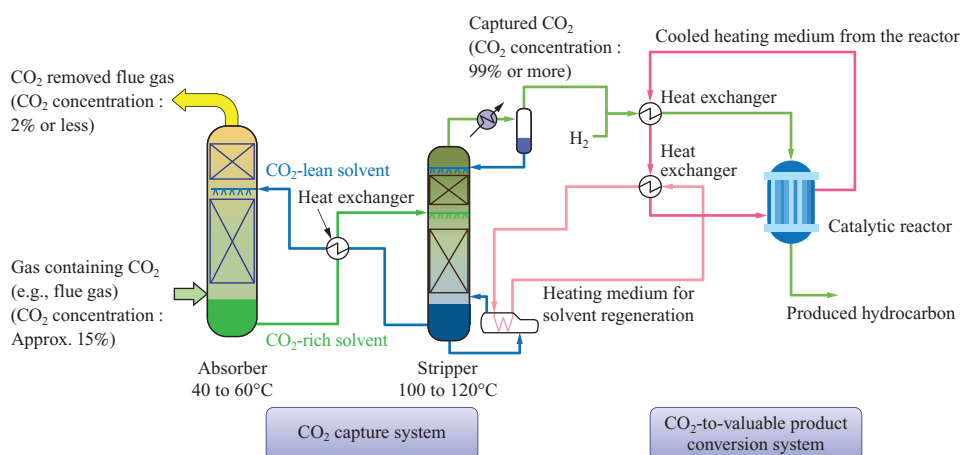 Captured CO₂
(CO₂ concentration :
99% or more)
Cooled heating medium from the reactor
CO₂ removed flue gas
(CO₂ concentration :
2% or less)
Heat exchanger
H₂
CO₂-lean solvent
Heat
exchanger
Heat exchanger
Catalytic reactor
Gas containing CO₂
(e.g., flue gas)
(CO₂ concentration :
Approx. 15%)
Heating medium for
solvent regeneration
Produced hydrocarbon
CO₂-rich solvent
Absorber
40 to 60°C
Stripper
100 to 120°C
CO₂ capture system
CO₂-to-valuable product
conversion system